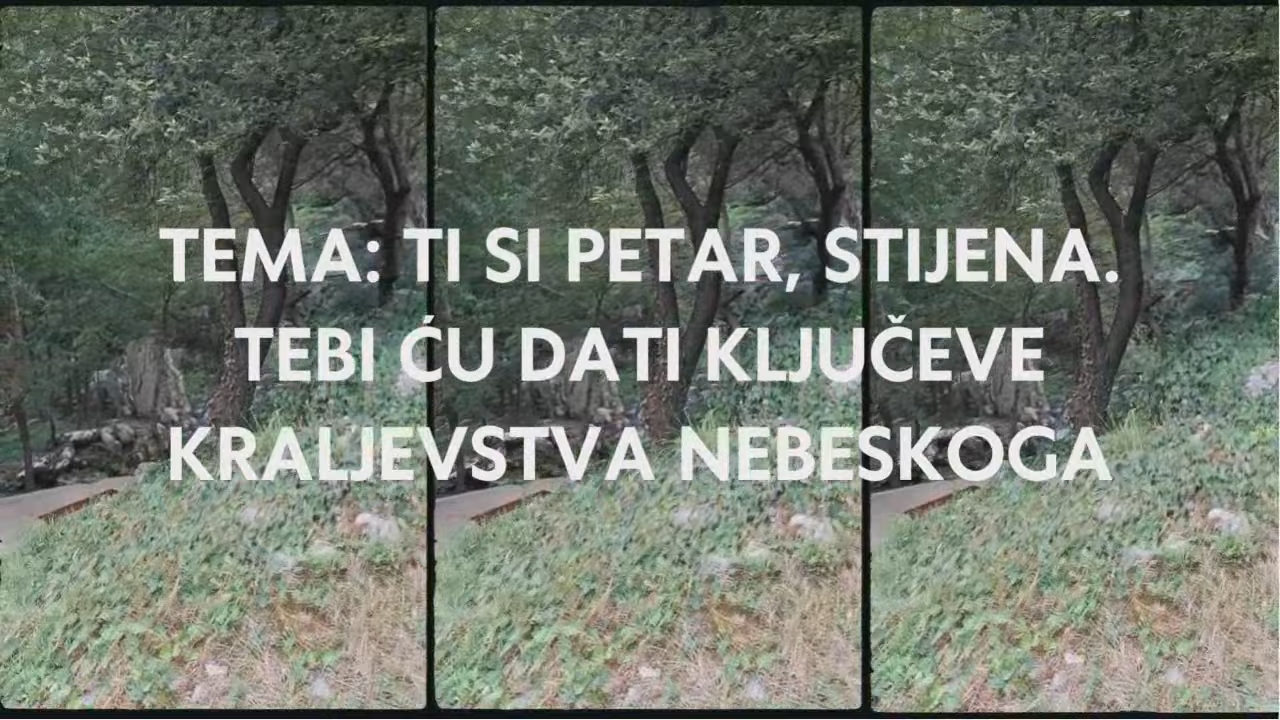 TEMA: TI SI PETAR, STIJENA.
TEBI ĆU DATI KLJUČEVE
KRALJEVSTVA NEBESKOGA